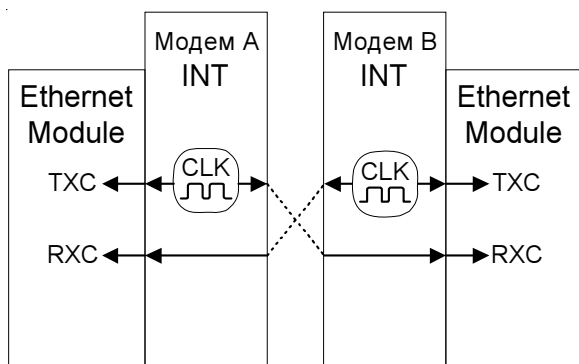 Модем А
INT
Ethernet
Module
CLK
TXC
RXC
Модем В
INT
Ethernet
Module
CLK
TXC
RXC